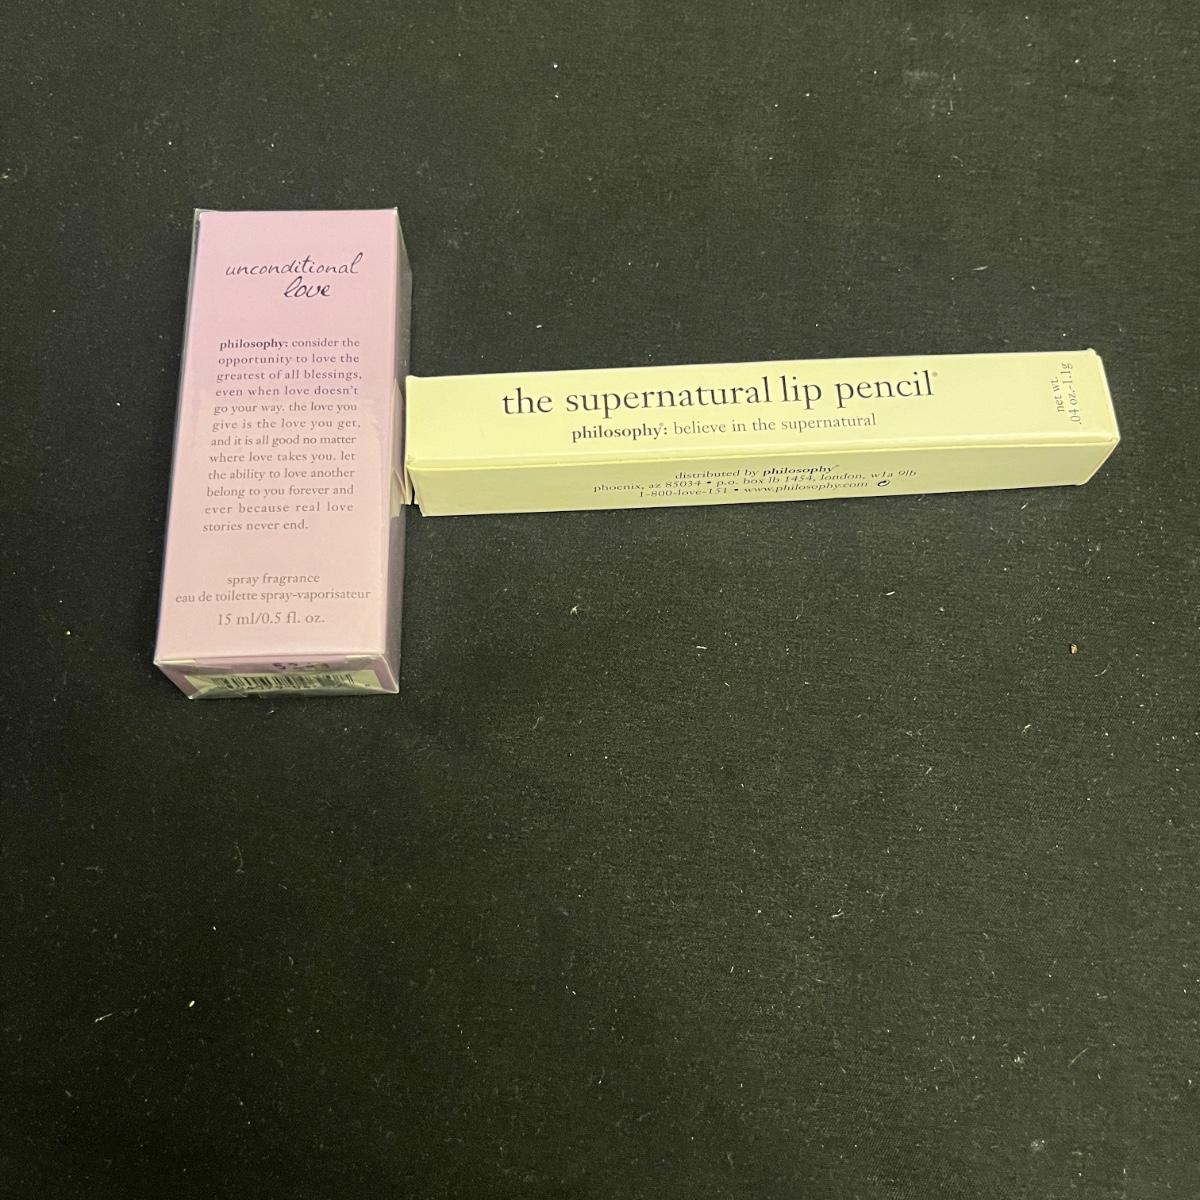 unconditional
love
philosophy: consider the
opportunity to love the
greatest of all blessings,
even when love doesn't
go your way. the love you
give is the love you get,
and it is all good no matter
where love takes you. let
the ability to love another
belong to you forever and
ever because real love
stories never end.
spray fragrance
eau de toilette spray-vaporisateur
15 ml/0.5 fl. oz.
the supernatural lip pencil®
philosophy®: believe in the supernatural
net wt.
.04 oz.-1.1g
distributed by philosophy®
phoenix, az 85034 • p.o. box lb 1454, london, w1a 9lb
1-800-love-151 • www.philosophy.com